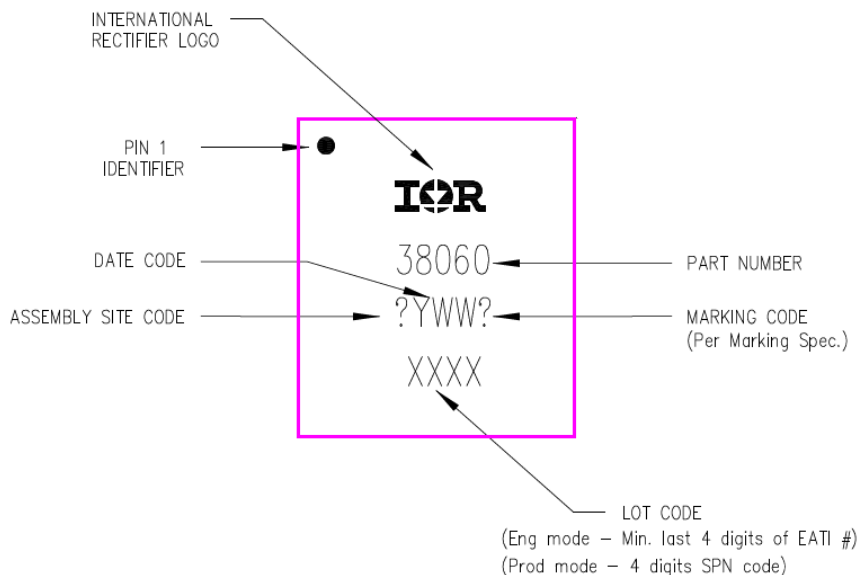 INTERNATIONAL
RECTIFIER LOGO
PIN 1
IDENTIFIER
IOR
DATE CODE
38060
PART NUMBER
ASSEMBLY SITE CODE
?YWW?
MARKING CODE
(Per Marking Spec.)
XXXX
LOT CODE
(Eng mode – Min. last 4 digits of EATI #)
(Prod mode – 4 digits SPN code)